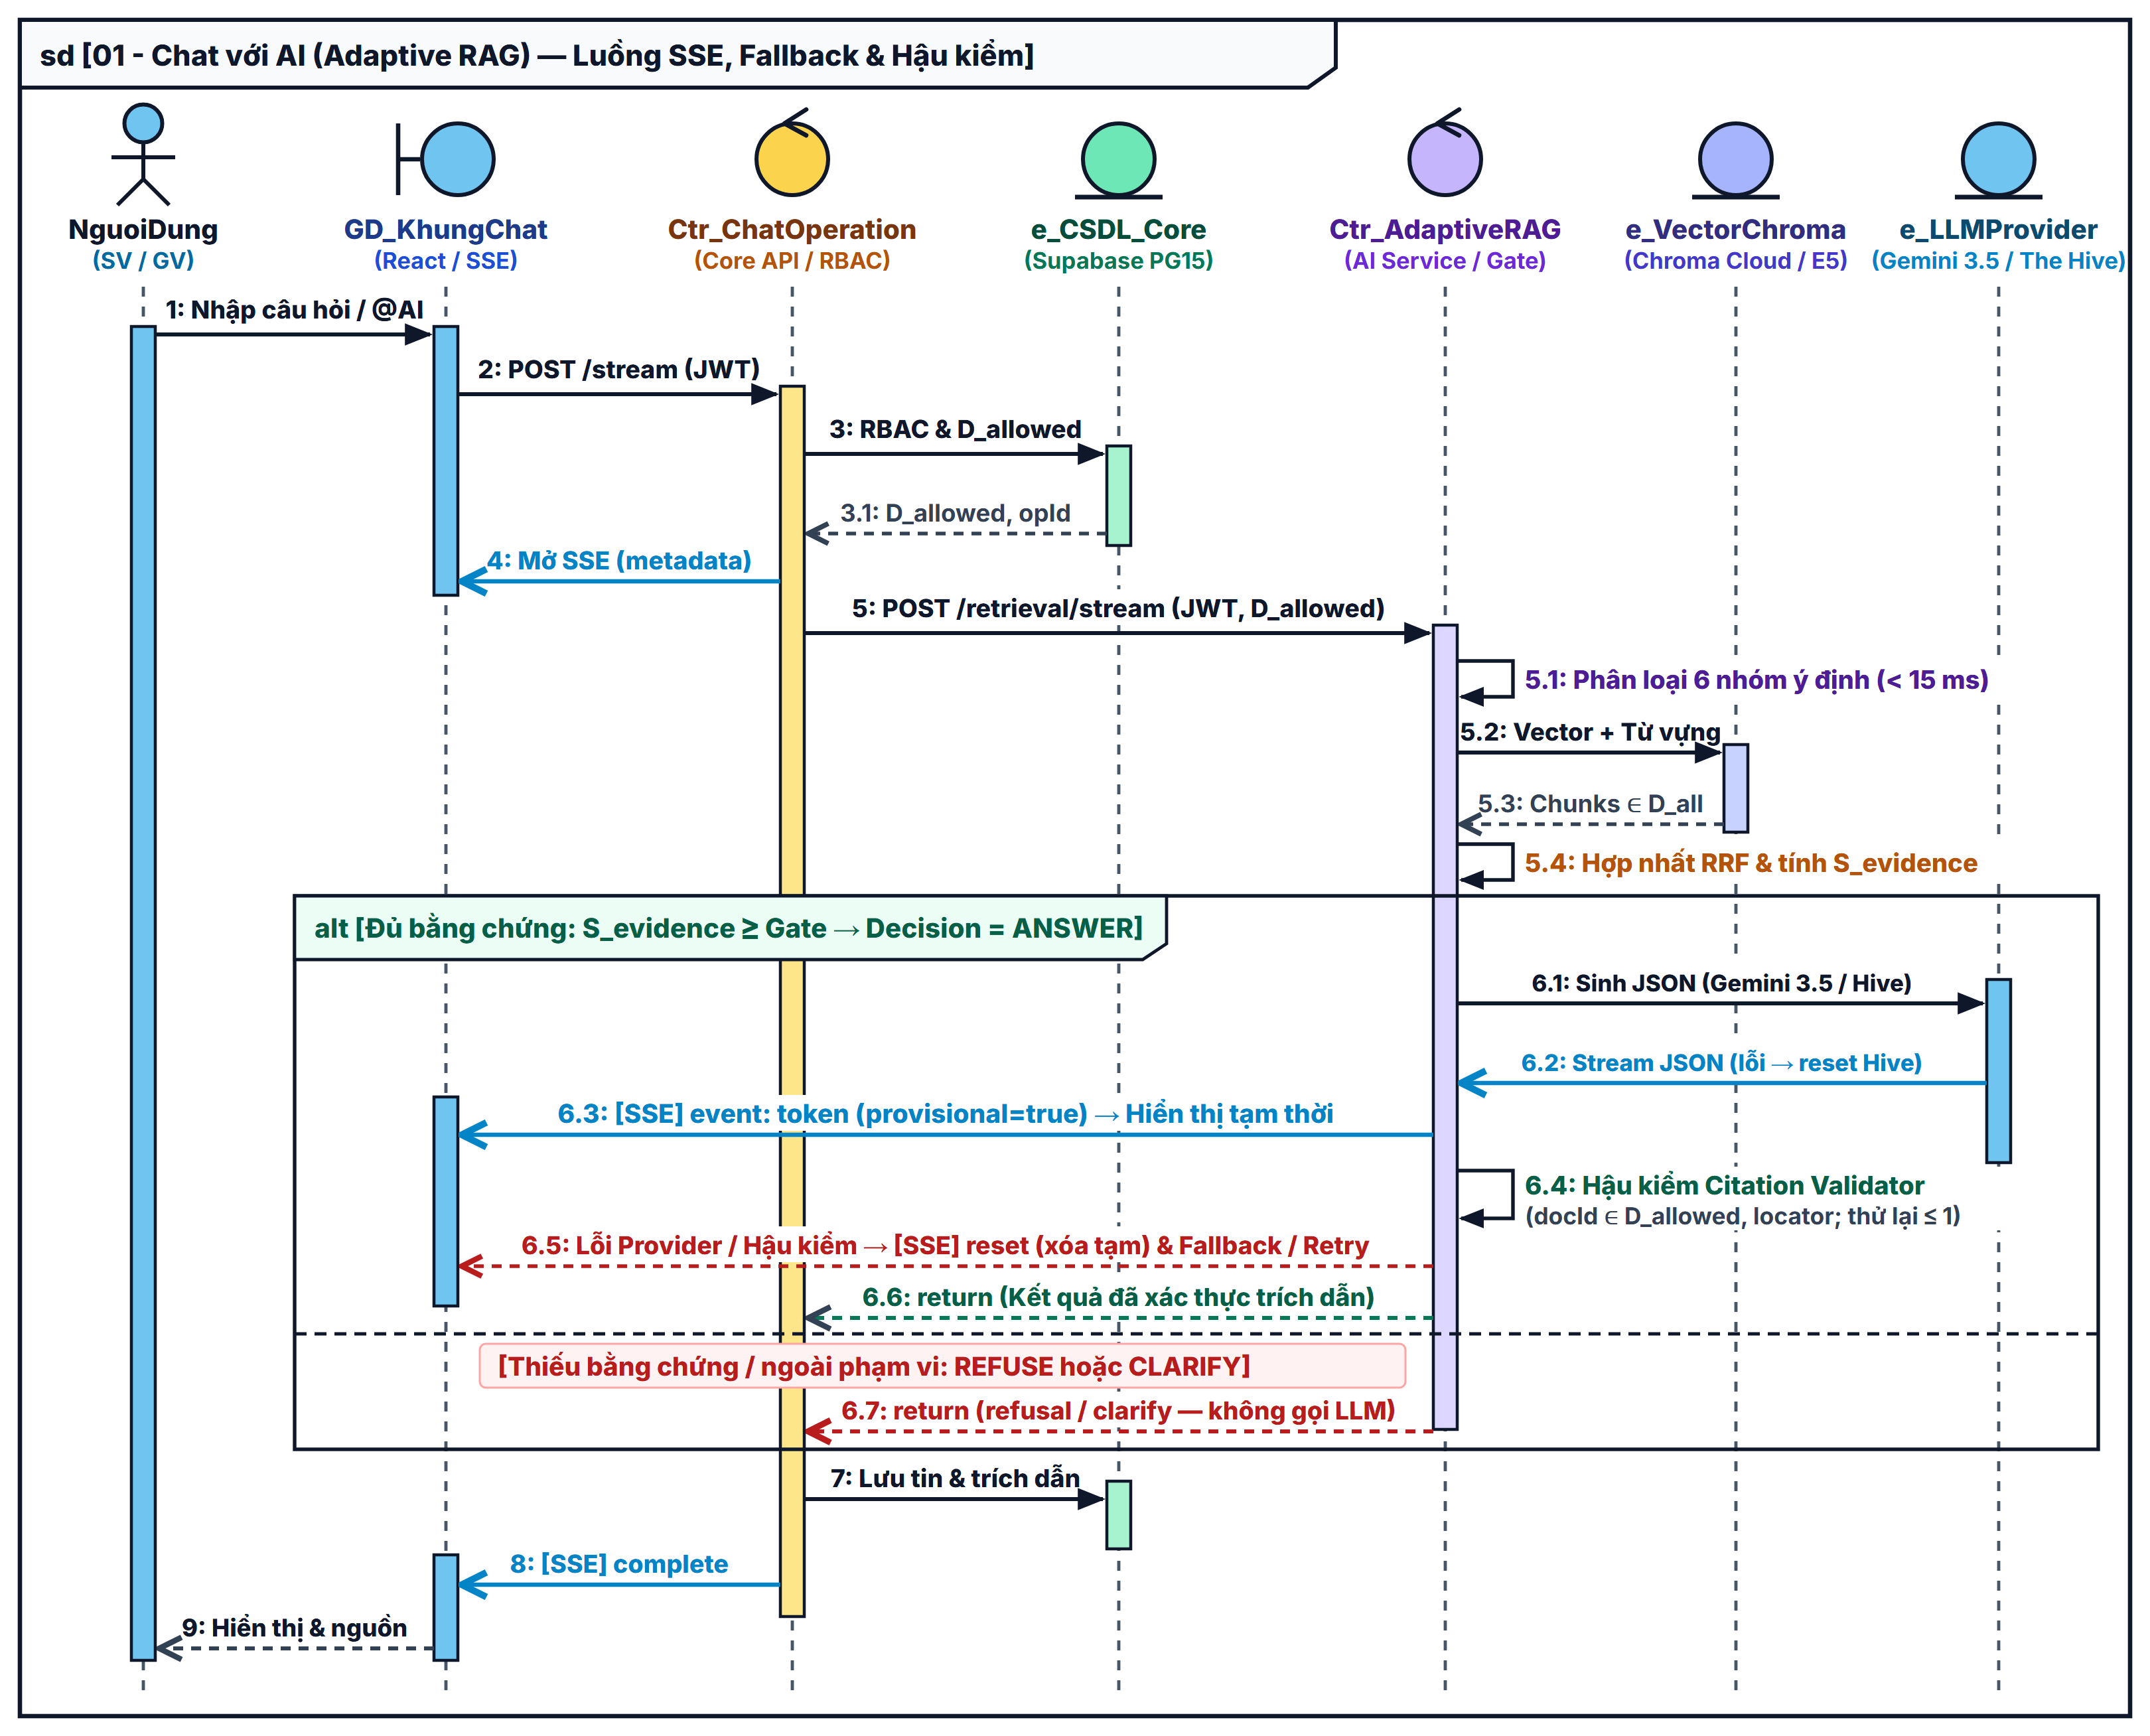 sd [01 - Chat với AI (Adaptive RAG) — Luồng SSE, Fallback & Hậu kiểm]
NguoiDung
(SV / GV)
GD_KhungChat
(React / SSE)
Ctr_ChatOperation
(Core API / RBAC)
e_CSDL_Core
(Supabase PG15)
Ctr_AdaptiveRAG
(AI Service / Gate)
e_VectorChroma
(Chroma Cloud / E5)
e_LLMProvider
(Gemini 3.5 / The Hive)
1: Nhập câu hỏi / @AI
2: POST /stream (JWT)
3: RBAC & D_allowed
3.1: D_allowed, opId
4: Mở SSE (metadata)
5: POST /retrieval/stream (JWT, D_allowed)
5.1: Phân loại 6 nhóm ý định (< 15 ms)
5.2: Vector + Từ vựng
5.3: Chunks ∈ D_all
5.4: Hợp nhất RRF & tính S_evidence
alt [Đủ bằng chứng: S_evidence ≥ Gate → Decision = ANSWER]
6.1: Sinh JSON (Gemini 3.5 / Hive)
6.2: Stream JSON (lỗi → reset Hive)
6.3: [SSE] event: token (provisional=true) → Hiển thị tạm thời
6.4: Hậu kiểm Citation Validator
(docId ∈ D_allowed, locator; thử lại ≤ 1)
6.5: Lỗi Provider / Hậu kiểm → [SSE] reset (xóa tạm) & Fallback / Retry
6.6: return (Kết quả đã xác thực trích dẫn)
[Thiếu bằng chứng / ngoài phạm vi: REFUSE hoặc CLARIFY]
6.7: return (refusal / clarify — không gọi LLM)
7: Lưu tin & trích dẫn
8: [SSE] complete
9: Hiển thị & nguồn